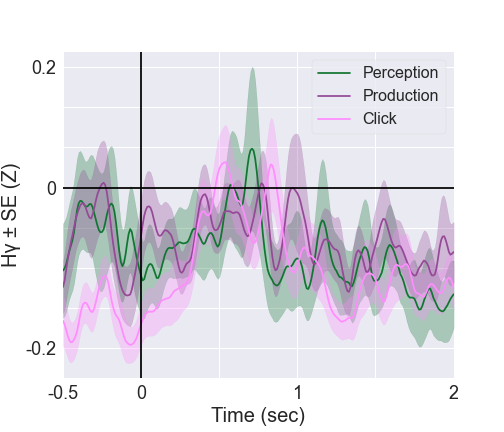 Perception
Production
Click
0.2
0
-0.2
Hγ ± SE (Z)
-0.5
0
1
2
Time (sec)